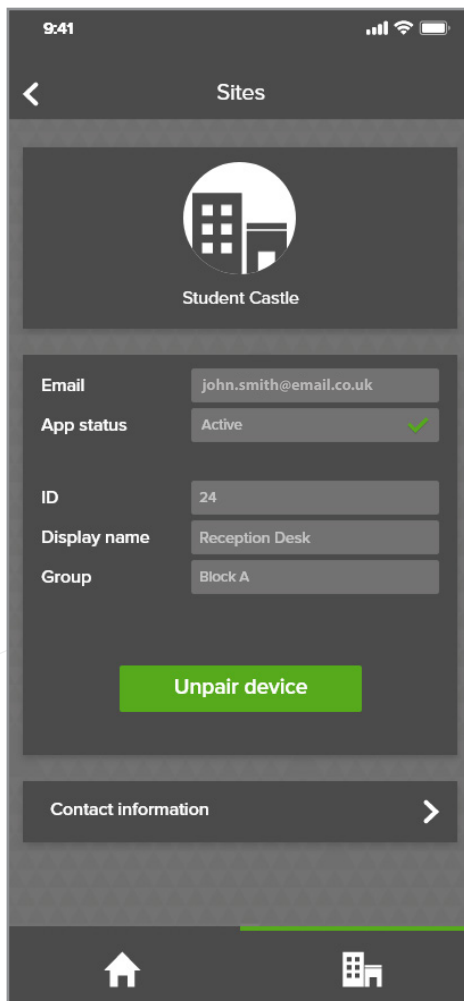 9:41
Sites
Student Castle
Email john.smith@email.co.uk
App status Active
ID 24
Display name Reception Desk
Group Block A
Unpair device
Contact information